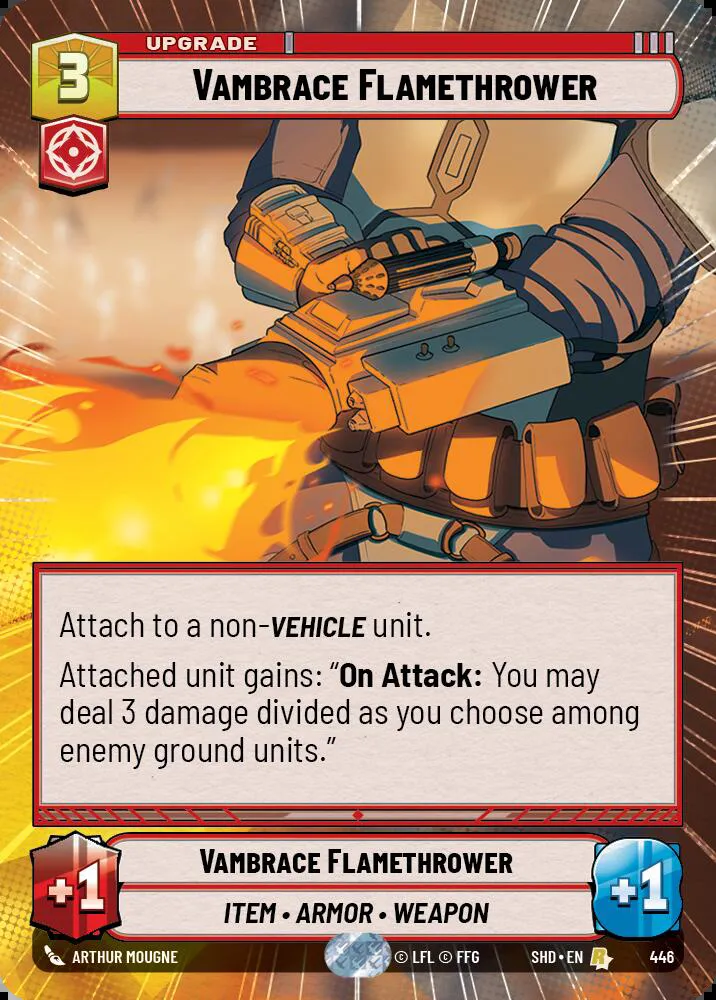 UPGRADE
3
VAMBRACE FLAMETHROWER
Attach to a non-VEHICLE unit.
Attached unit gains: “On Attack: You may
deal 3 damage divided as you choose among
enemy ground units.”
+1
VAMBRACE FLAMETHROWER
+1
ITEM • ARMOR • WEAPON
ARTHUR MOUGNE
© LFL © FFG
SHD • EN
R
446